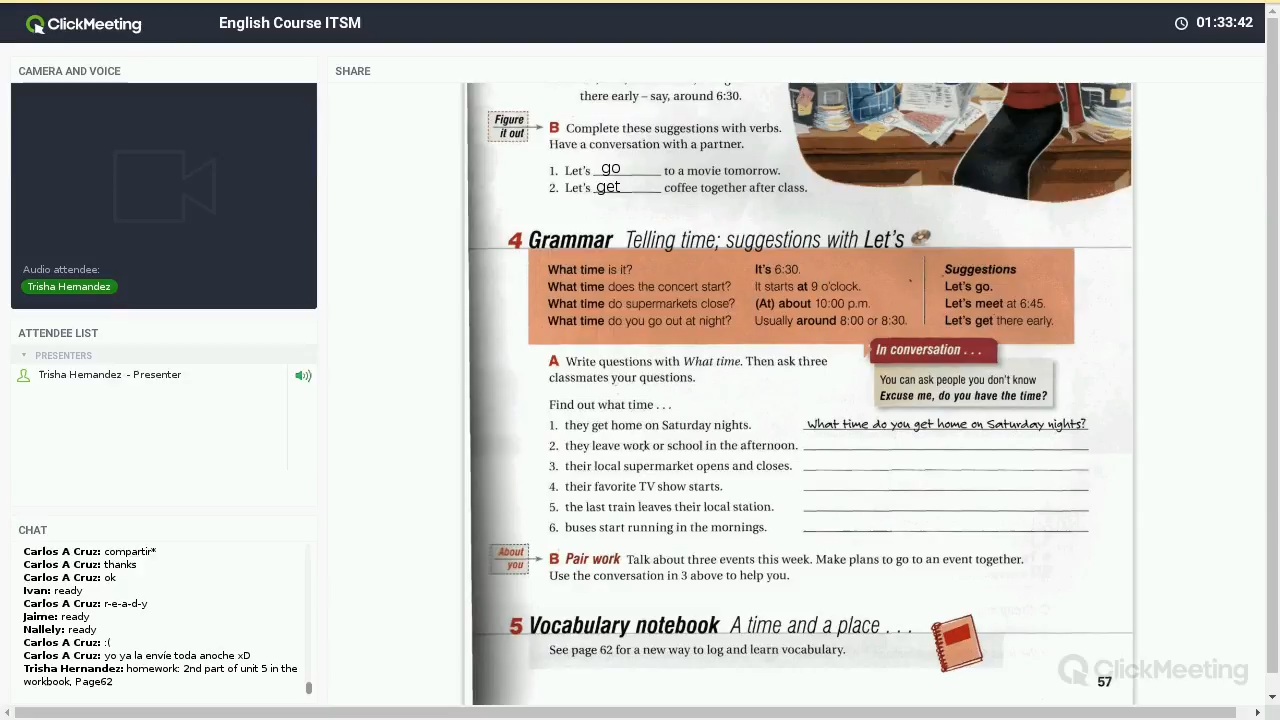 ClickMeeting
English Course ITSM
01:33:42
CAMERA AND VOICE
Audio attendee:
Trisha Hernandez
ATTENDEE LIST
PRESENTERS
Trisha Hernandez - Presenter
CHAT
Carlos A Cruz: compartir*
Carlos A Cruz: thanks
Carlos A Cruz: ok
Ivan: ready
Carlos A Cruz: r-e-a-d-y
Jaime: ready
Nallely: ready
Carlos A Cruz: :(
Carlos A Cruz: yo ya la envíe toda anoche xD
Trisha Hernandez: homework: 2nd part of unit 5 in the
workbook, Page62
SHARE
there early – say, around 6:30.
Figure
it out
B Complete these suggestions with verbs.
Have a conversation with a partner.
1. Let's go to a movie tomorrow.
2. Let's get coffee together after class.
4 Grammar Telling time; suggestions with Let's
What time is it? It's 6:30. Suggestions
What time does the concert start? It starts at 9 o'clock. Let's go.
What time do supermarkets close? (At) about 10:00 p.m. Let's meet at 6:45.
What time do you go out at night? Usually around 8:00 or 8:30. Let's get there early.
In conversation . . .
You can ask people you don't know
Excuse me, do you have the time?
A Write questions with What time. Then ask three
classmates your questions.
Find out what time . . .
1. they get home on Saturday nights. What time do you get home on Saturday nights?
2. they leave work or school in the afternoon.
3. their local supermarket opens and closes.
4. their favorite TV show starts.
5. the last train leaves their local station.
6. buses start running in the mornings.
About
you
B Pair work Talk about three events this week. Make plans to go to an event together.
Use the conversation in 3 above to help you.
5 Vocabulary notebook A time and a place . . .
See page 62 for a new way to log and learn vocabulary.
57
ClickMeeting